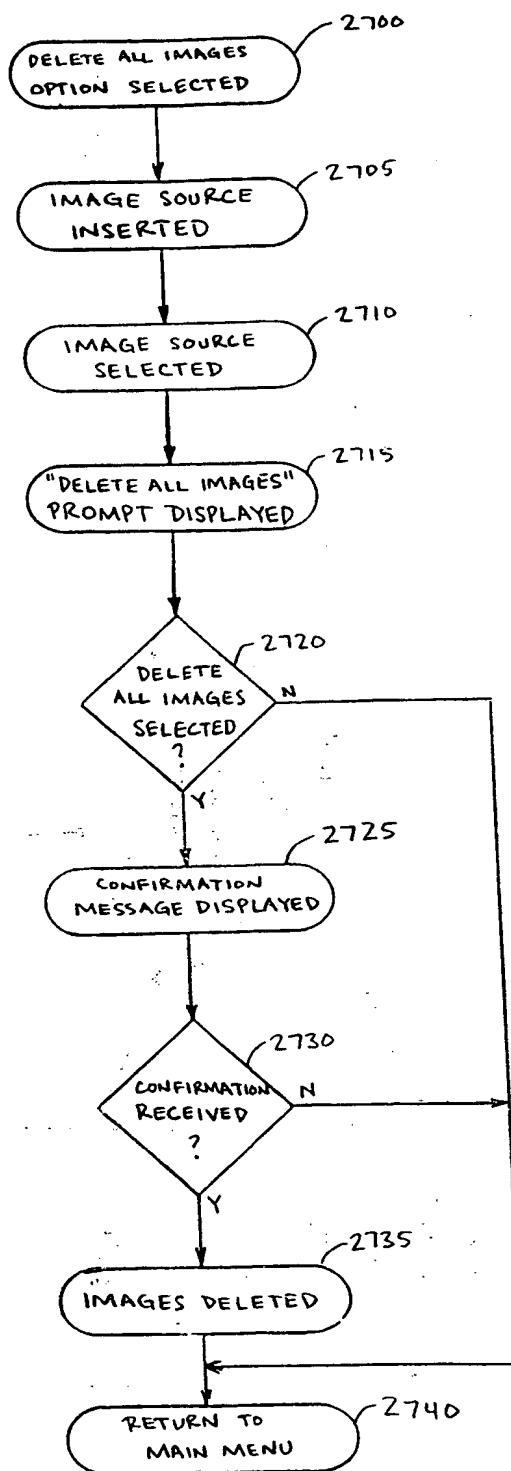 2700
DELETE ALL IMAGES
OPTION SELECTED
2705
IMAGE SOURCE
INSERTED
2710
IMAGE SOURCE
SELECTED
2715
"DELETE ALL IMAGES"
PROMPT DISPLAYED
2720
DELETE
ALL IMAGES
SELECTED
?
N
Y
2725
CONFIRMATION
MESSAGE DISPLAYED
2730
CONFIRMATION
RECEIVED
?
N
Y
2735
IMAGES DELETED
2740
RETURN TO
MAIN MENU